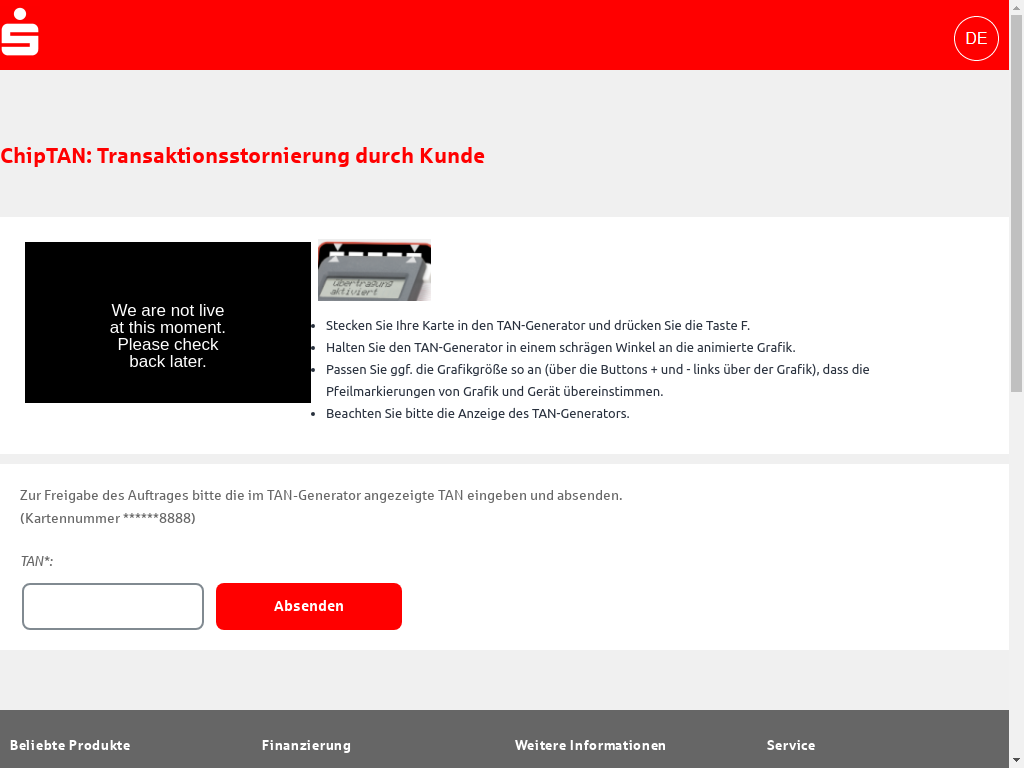 DE
ChipTAN: Transaktionsstornierung durch Kunde
We are not live
at this moment.
Please check
back later.
Übertragung
aktiviert
Stecken Sie Ihre Karte in den TAN-Generator und drücken Sie die Taste F.
Halten Sie den TAN-Generator in einem schrägen Winkel an die animierte Grafik.
Passen Sie ggf. die Grafikgröße so an (über die Buttons + und - links über der Grafik), dass die
Pfeilmarkierungen von Grafik und Gerät übereinstimmen.
Beachten Sie bitte die Anzeige des TAN-Generators.
Zur Freigabe des Auftrages bitte die im TAN-Generator angezeigte TAN eingeben und absenden.
(Kartennummer ******8888)
TAN*:
Absenden
Beliebte Produkte
Finanzierung
Weitere Informationen
Service